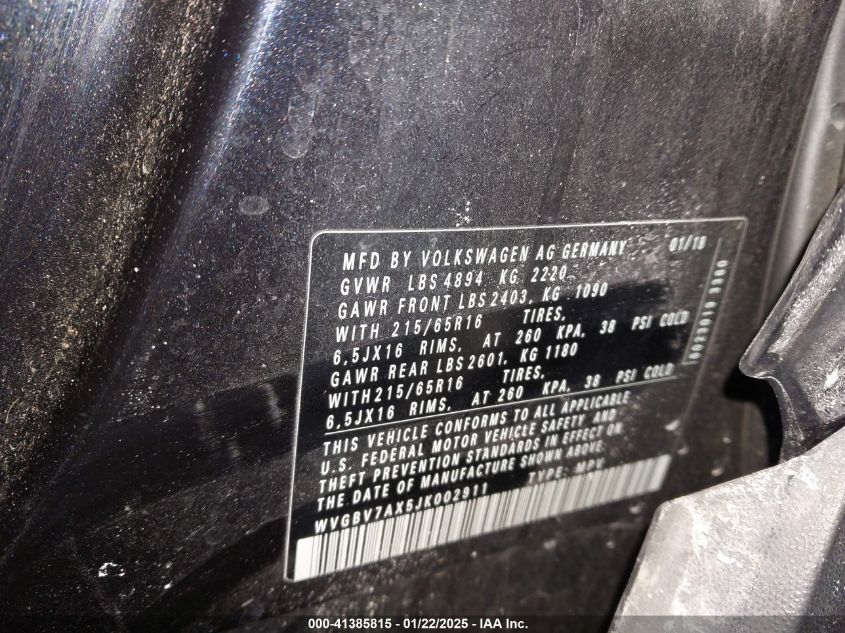 MFD BY VOLKSWAGEN AG GERMANY 01/18
GVWR LBS 4894 KG 2220
GAWR FRONT LBS 2403, KG 1090
WITH 215/65R16 TIRES,
6,5JX16 RIMS, AT 260 KPA, 38 PSI COLD
GAWR REAR LBS 2601, KG 1180
WITH 215/65R16 TIRES,
6,5JX16 RIMS, AT 260 KPA, 38 PSI COLD
THIS VEHICLE CONFORMS TO ALL APPLICABLE
U.S. FEDERAL MOTOR VEHICLE SAFETY AND
THEFT PREVENTION STANDARDS IN EFFECT ON
THE DATE OF MANUFACTURE SHOWN ABOVE.
WVGBV7AX5JK002911 TYPE: MPV
000-41385815 - 01/22/2025 - IAA Inc.